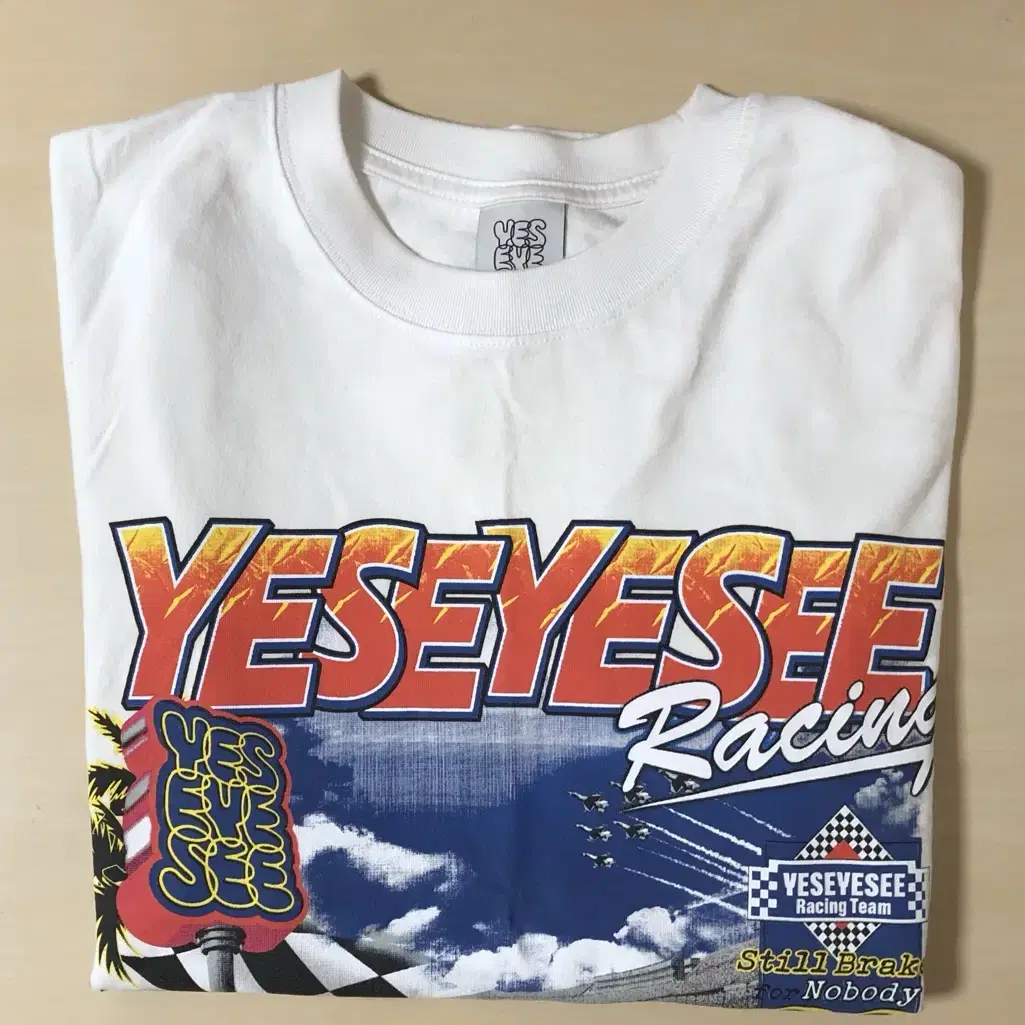 YES
EYE
YESEYESEE
Racing
YES
EYE
SEE
YESEYESEE
Racing Team
Still Brake
for Nobody